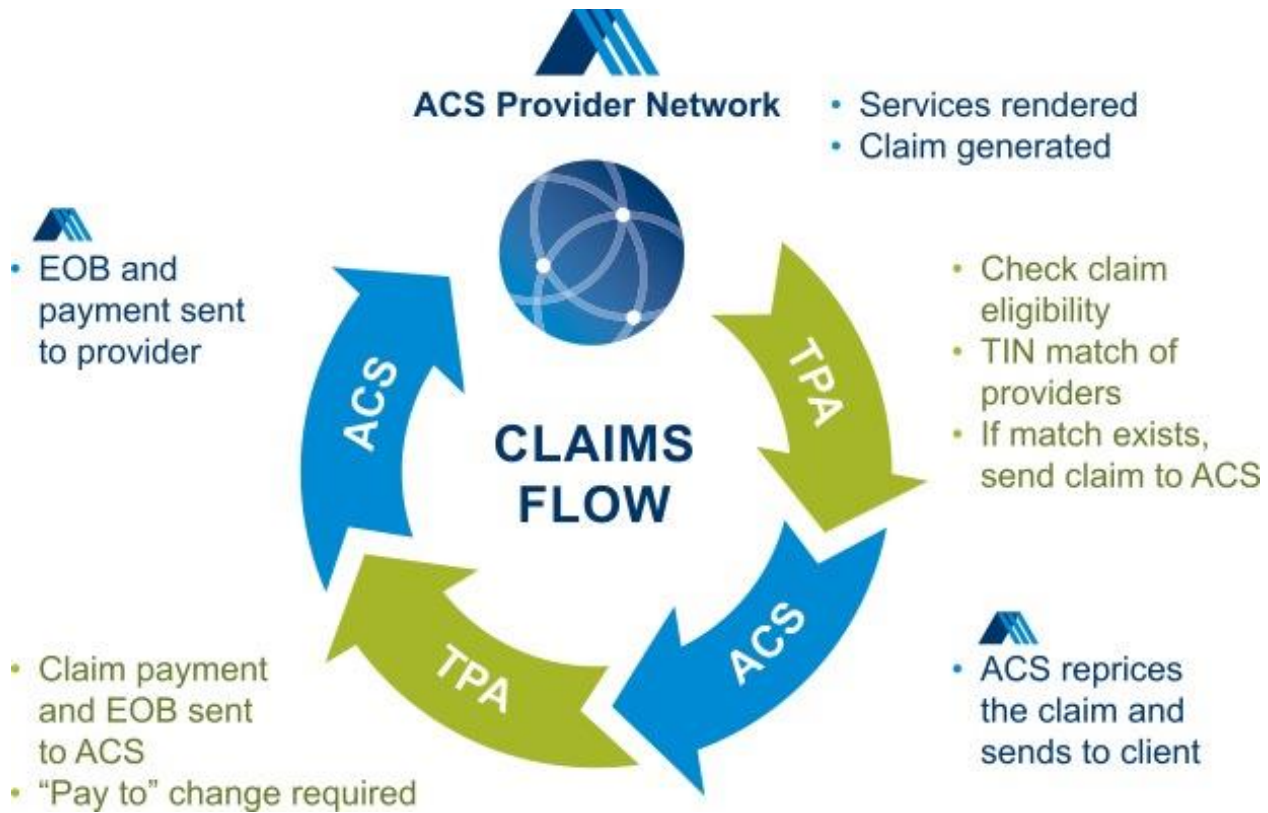 ACS Provider Network
• Services rendered
• Claim generated
TPA
• Check claim
eligibility
• TIN match of
providers
• If match exists,
send claim to ACS
ACS
• ACS reprices
the claim and
sends to client
TPA
• Claim payment
and EOB sent
to ACS
• “Pay to” change required
ACS
• EOB and
payment sent
to provider
CLAIMS
FLOW